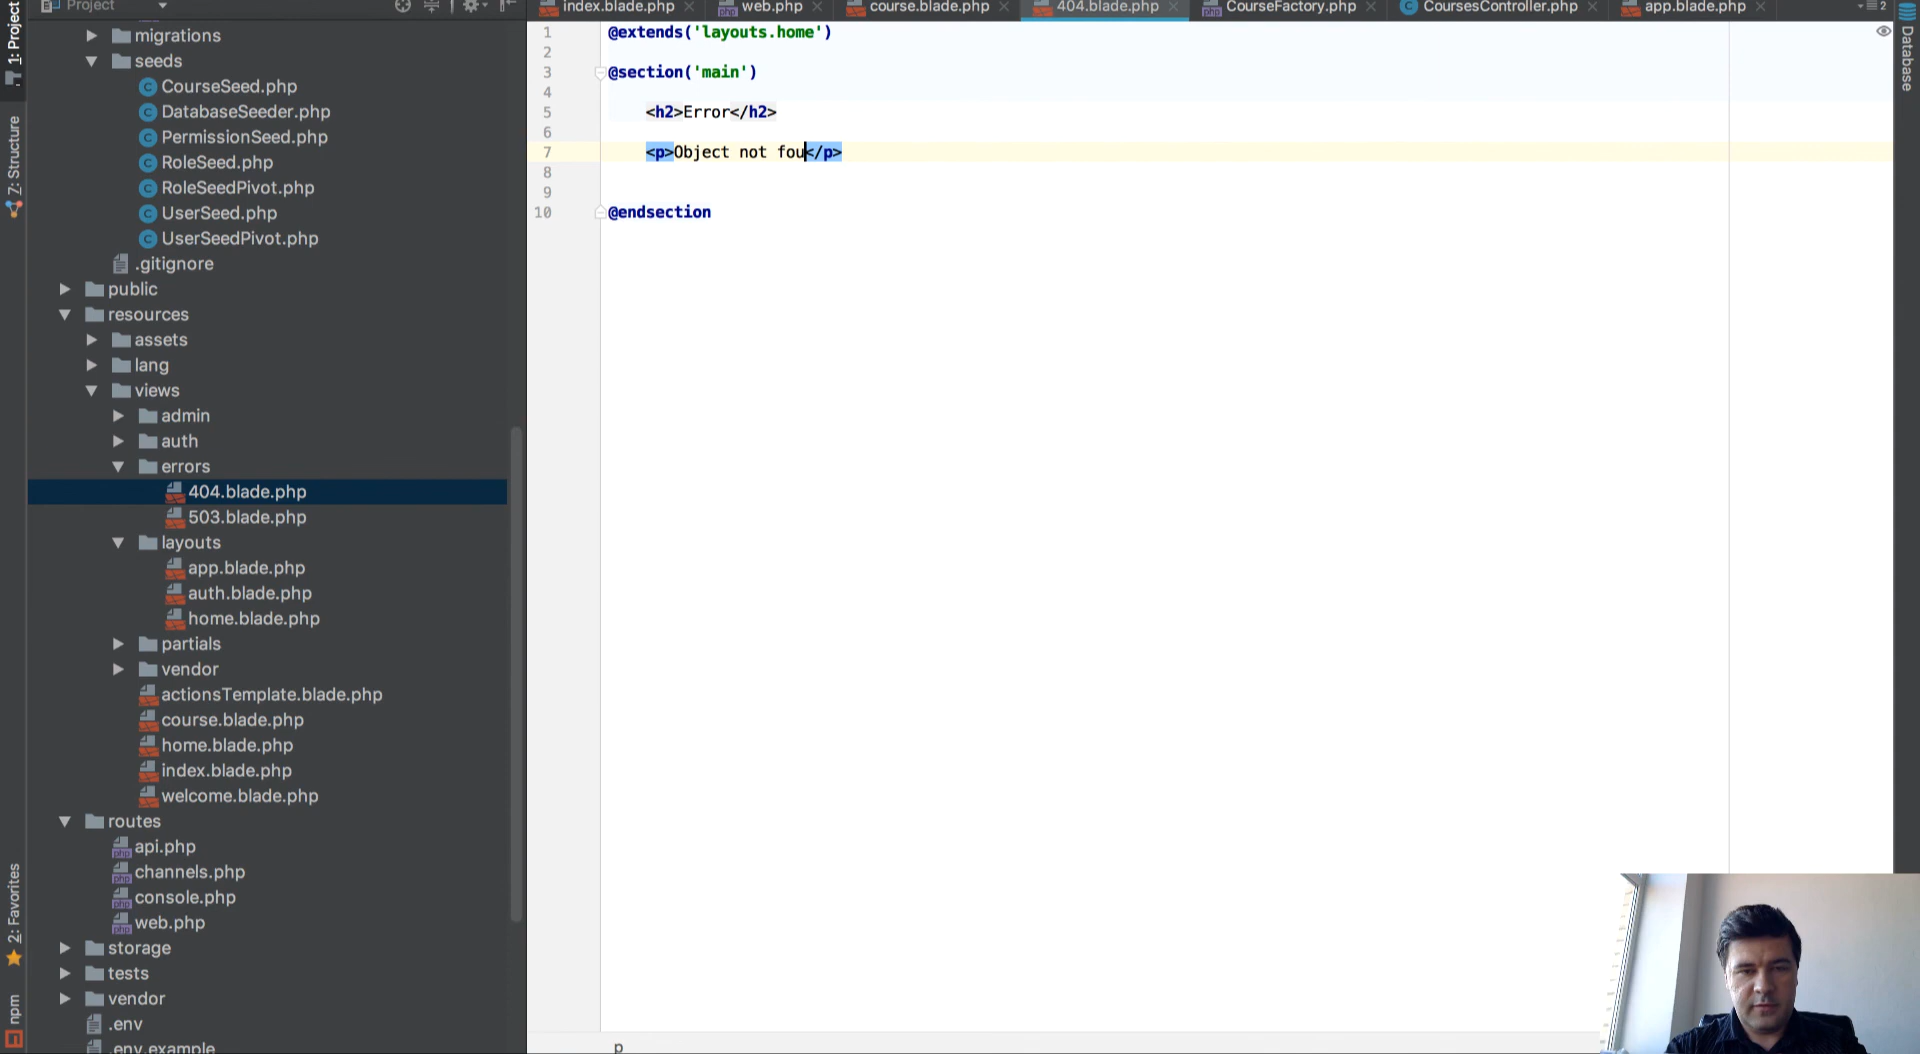 Project
index.blade.php
web.php
course.blade.php
404.blade.php
CourseFactory.php
CoursesController.php
app.blade.php
2
1: Project
7: Structure
2: Favorites
npm
migrations
seeds
CourseSeed.php
DatabaseSeeder.php
PermissionSeed.php
RoleSeed.php
RoleSeedPivot.php
UserSeed.php
UserSeedPivot.php
.gitignore
public
resources
assets
lang
views
admin
auth
errors
404.blade.php
503.blade.php
layouts
app.blade.php
auth.blade.php
home.blade.php
partials
vendor
actionsTemplate.blade.php
course.blade.php
home.blade.php
index.blade.php
welcome.blade.php
routes
api.php
channels.php
console.php
web.php
storage
tests
vendor
.env
.env.example
1 @extends('layouts.home')
2
3 @section('main')
4
5 <h2>Error</h2>
6
7 <p>Object not fou</p>
8
9
10 @endsection
p
Database